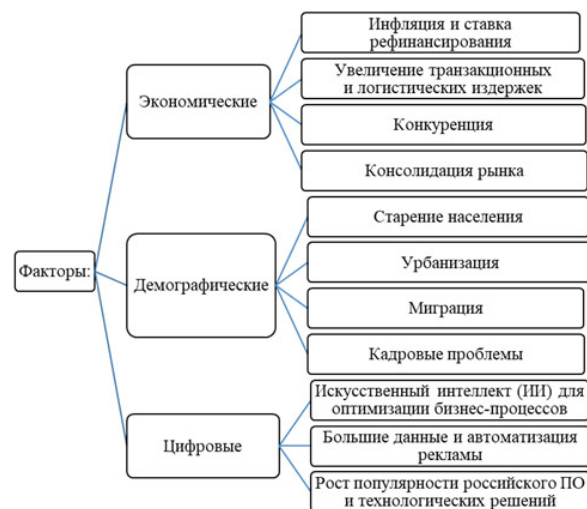 Факторы:
Экономические
Инфляция и ставка
рефинансирования
Увеличение транзакционных
и логистических издержек
Конкуренция
Консолидация рынка
Демографические
Старение населения
Урбанизация
Миграция
Кадровые проблемы
Цифровые
Искусственный интеллект (ИИ) для
оптимизации бизнес-процессов
Большие данные и автоматизация
рекламы
Рост популярности российского ПО
и технологических решений